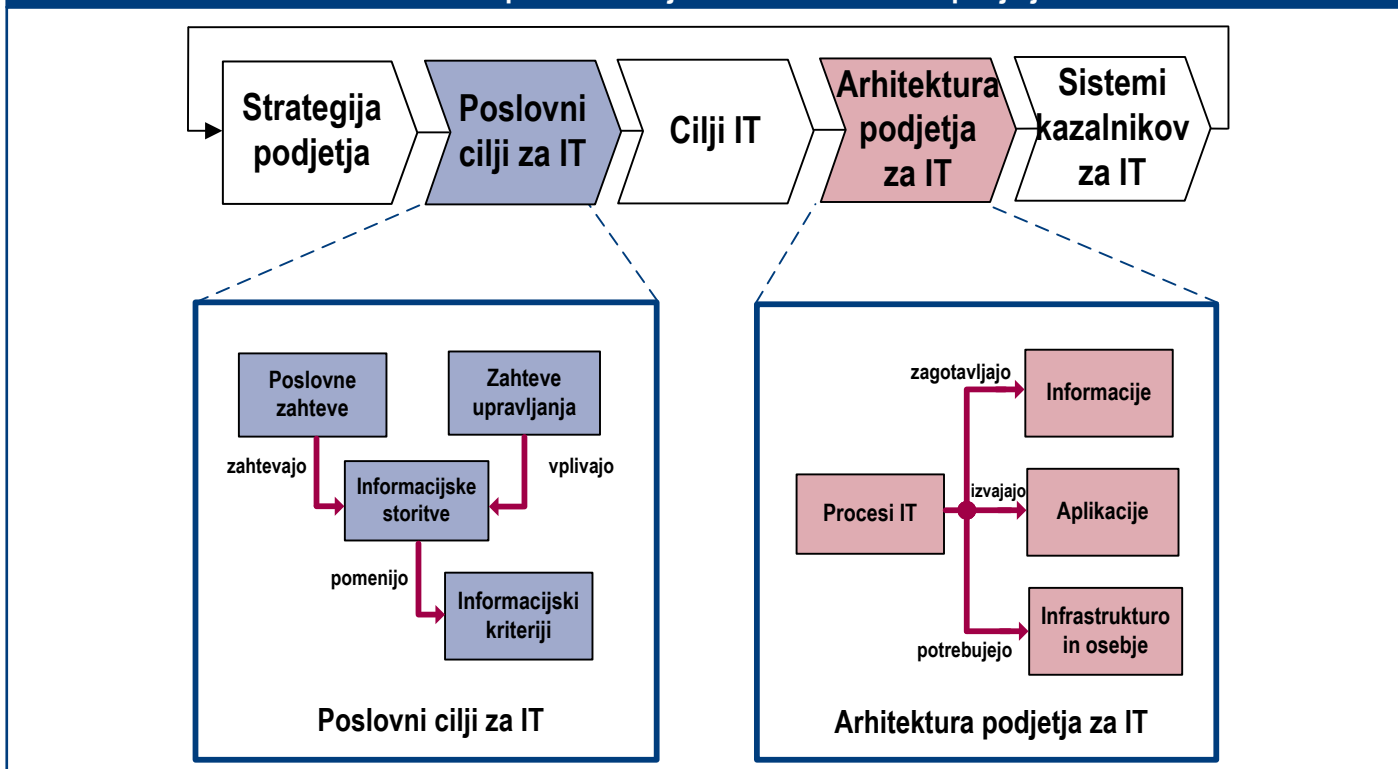 Strategija
podjetja
Poslovni
cilji za IT
Cilji IT
Arhitektura
podjetja
za IT
Sistemi
kazalnikov
za IT
Poslovne
zahteve
Zahteve
upravljanja
zahtevajo
vplivajo
Informacijske
storitve
pomenijo
Informacijski
kriteriji
Poslovni cilji za IT
zagotavljajo
Informacije
Procesi IT
izvajajo
Aplikacije
potrebujejo
Infrastrukturo
in osebje
Arhitektura podjetja za IT